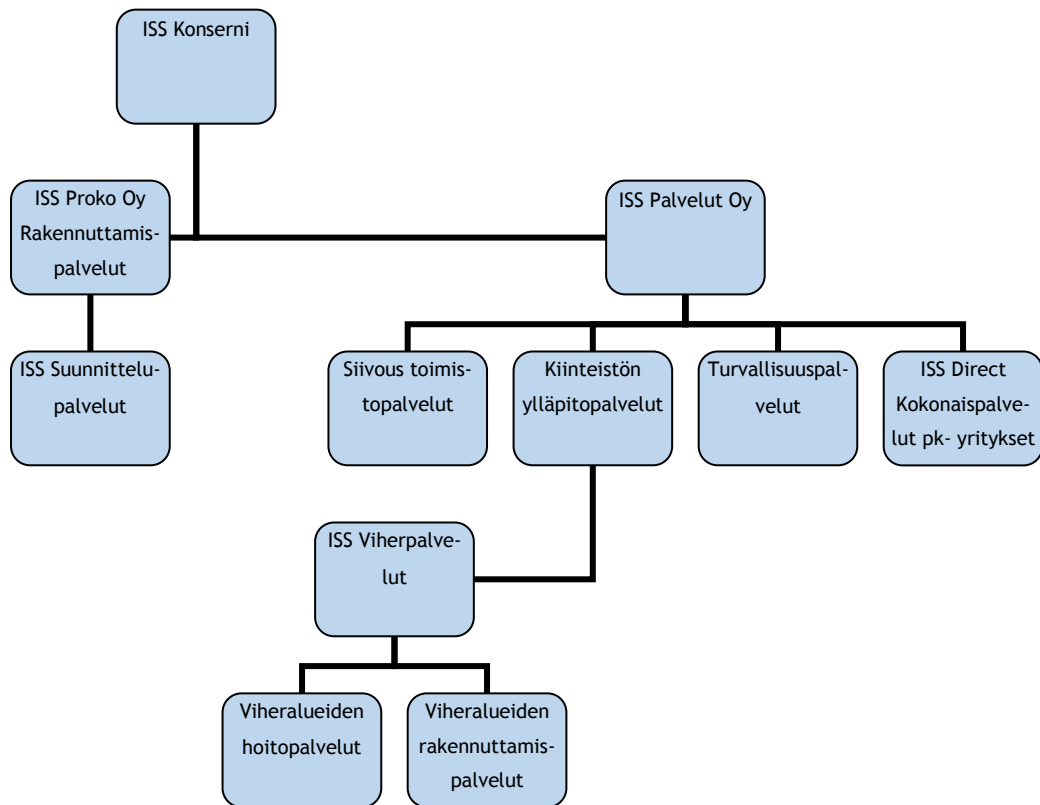 ISS Konserni
ISS Proko Oy
Rakennuttamis-
palvelut
ISS Palvelut Oy
ISS Suunnittelu-
palvelut
Siivous toimis-
topalvelut
Kiinteistön
ylläpitopalvelut
Turvallisuuspal-
velut
ISS Direct
Kokonaispalve-
lut pk- yritykset
ISS Viherpalve-
lut
Viheralueiden
hoitopalvelut
Viheralueiden
rakennuttamis-
palvelut